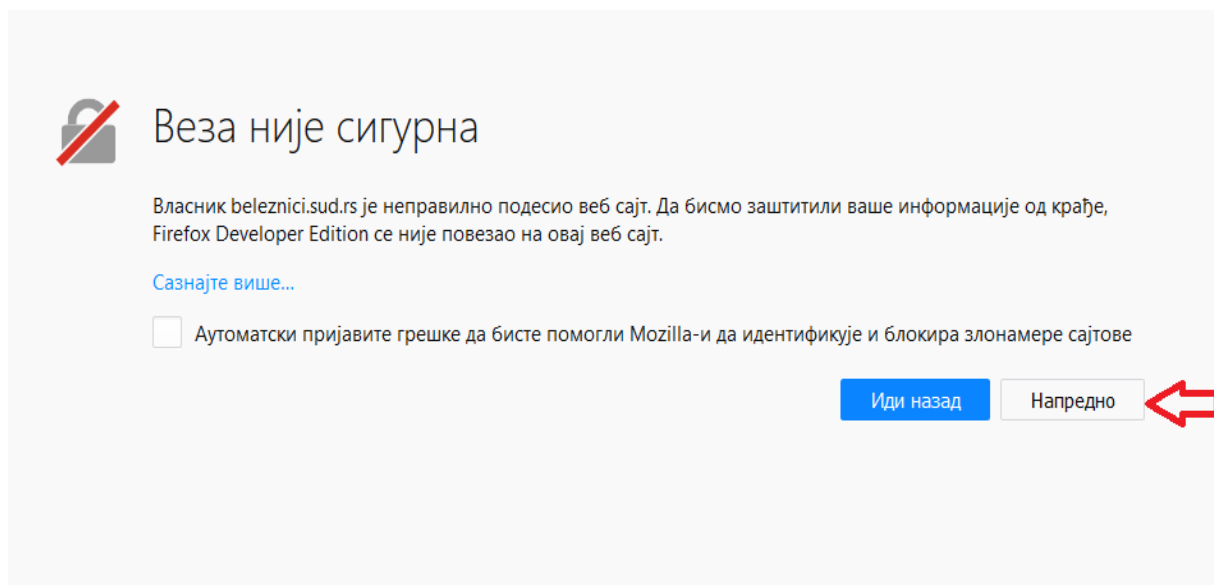 Веза није сигурна
Власник beleznici.sud.rs је неправилно подесио веб сајт. Да бисмо заштитили ваше информације од крађе,
Firefox Developer Edition се није повезао на овај веб сајт.
Сазнајте више...
Аутоматски пријавите грешке да бисте помогли Mozilla-и да идентификује и блокира злонамере сајтове
Иди назад
Напредно